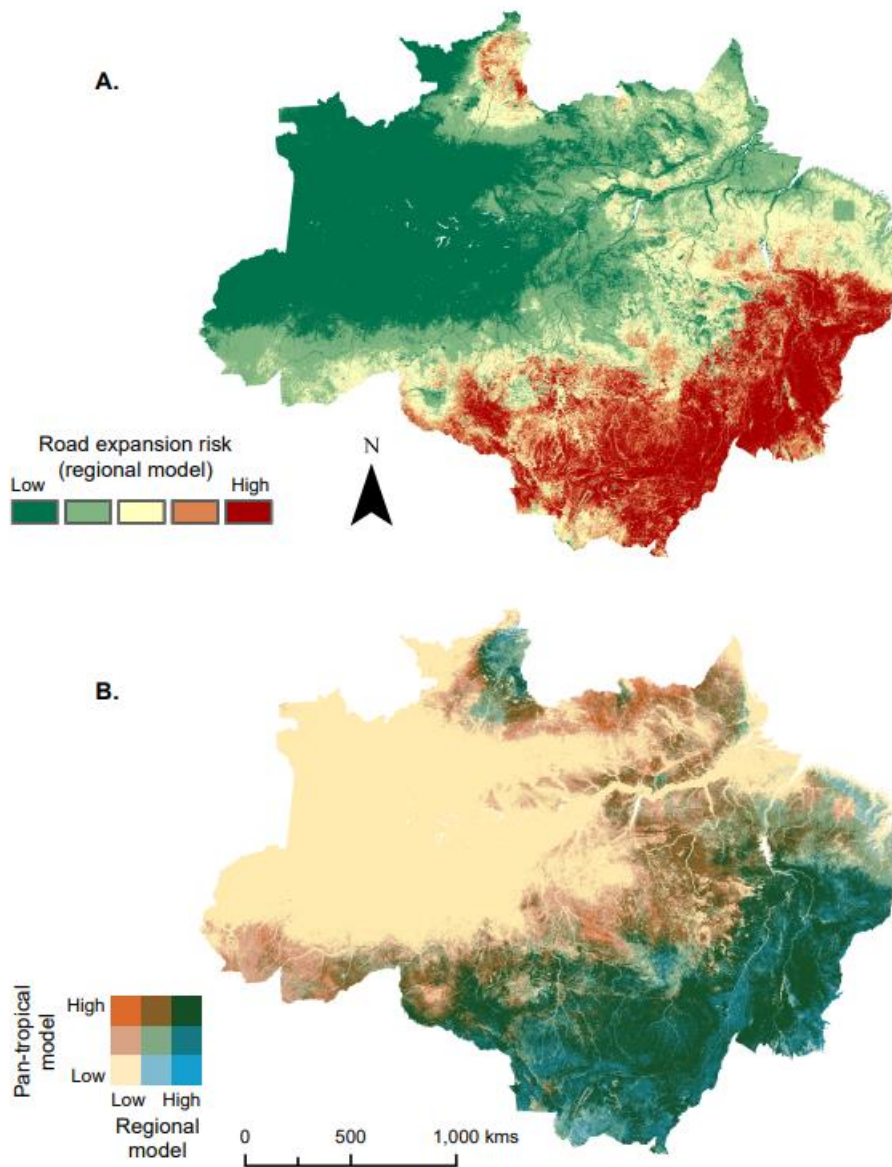 A.
Road expansion risk
(regional model)
Low High
N
B.
Pan-tropical
model
High
Low
Low High
Regional
model
0 500 1,000 kms